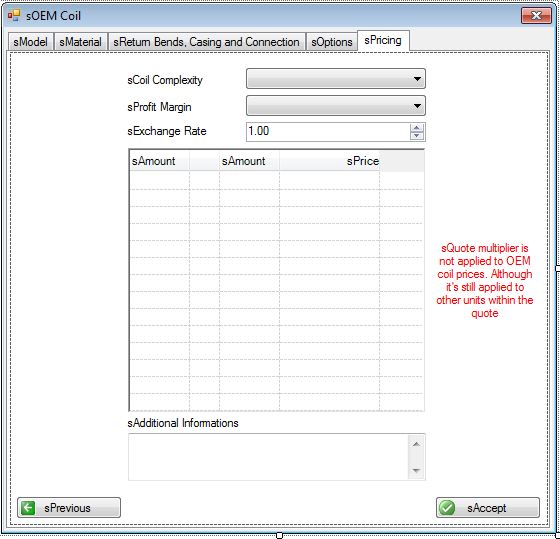 sOEM Coil
sModel sMaterial sReturn Bends, Casing and Connection sOptions sPricing
sCoil Complexity
sProfit Margin
sExchange Rate 1.00
sAmount sAmount sPrice
sQuote multiplier is
not applied to OEM
coil prices. Although
it's still applied to
other units within the
quote
sAdditional Informations
sPrevious sAccept